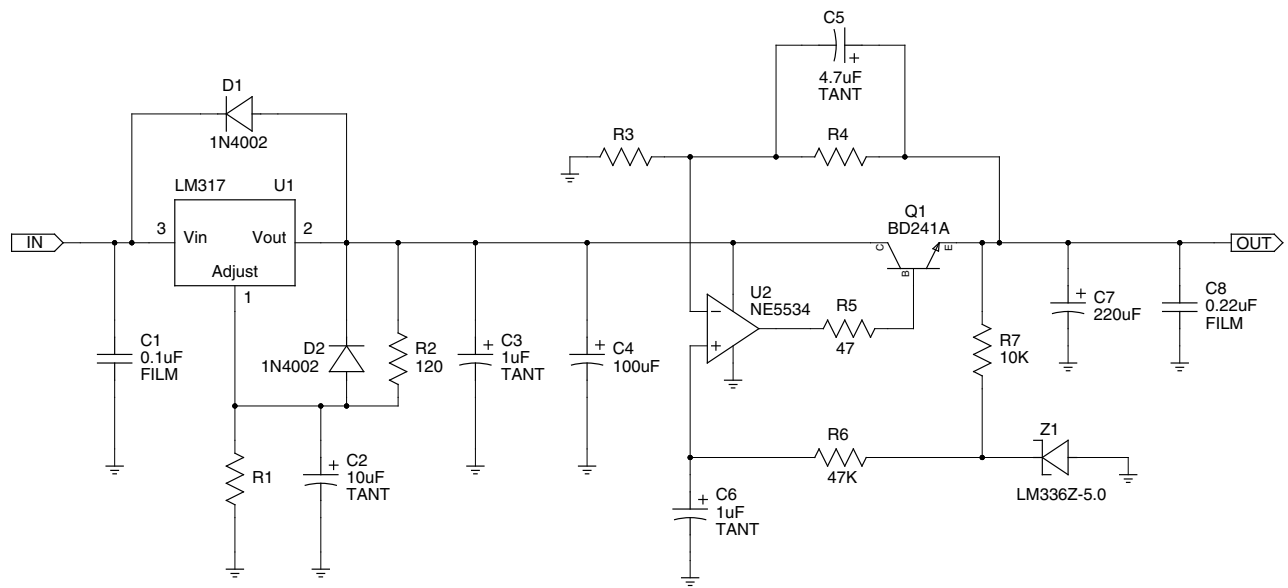 C5
+
4.7uF
TANT
D1
1N4002
R3
R4
LM317 U1
3 Vin Vout 2
Adjust
1
IN
Q1
BD241A
C
B
E
OUT
U2
NE5534
−
+
R5
47
C1
0.1uF
FILM
D2
1N4002
R2
120
+ C3
1uF
TANT
+ C4
100uF
R7
10K
+ C7
220uF
C8
0.22uF
FILM
R1
+ C2
10uF
TANT
R6
47K
Z1
LM336Z-5.0
+ C6
1uF
TANT